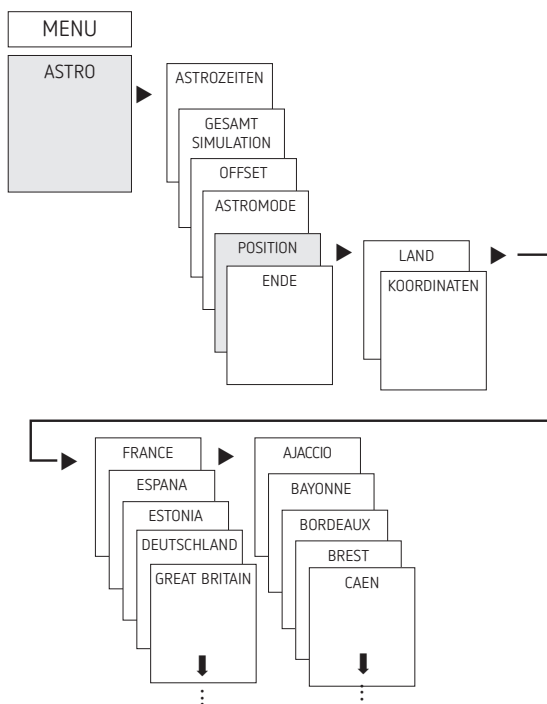 MENU
ASTRO
ASTROZEITEN
GESAMT
SIMULATION
OFFSET
ASTROMODE
POSITION
ENDE
LAND
KOORDINATEN
FRANCE
ESPANA
ESTONIA
DEUTSCHLAND
GREAT BRITAIN
AJACCIO
BAYONNE
BORDEAUX
BREST
CAEN